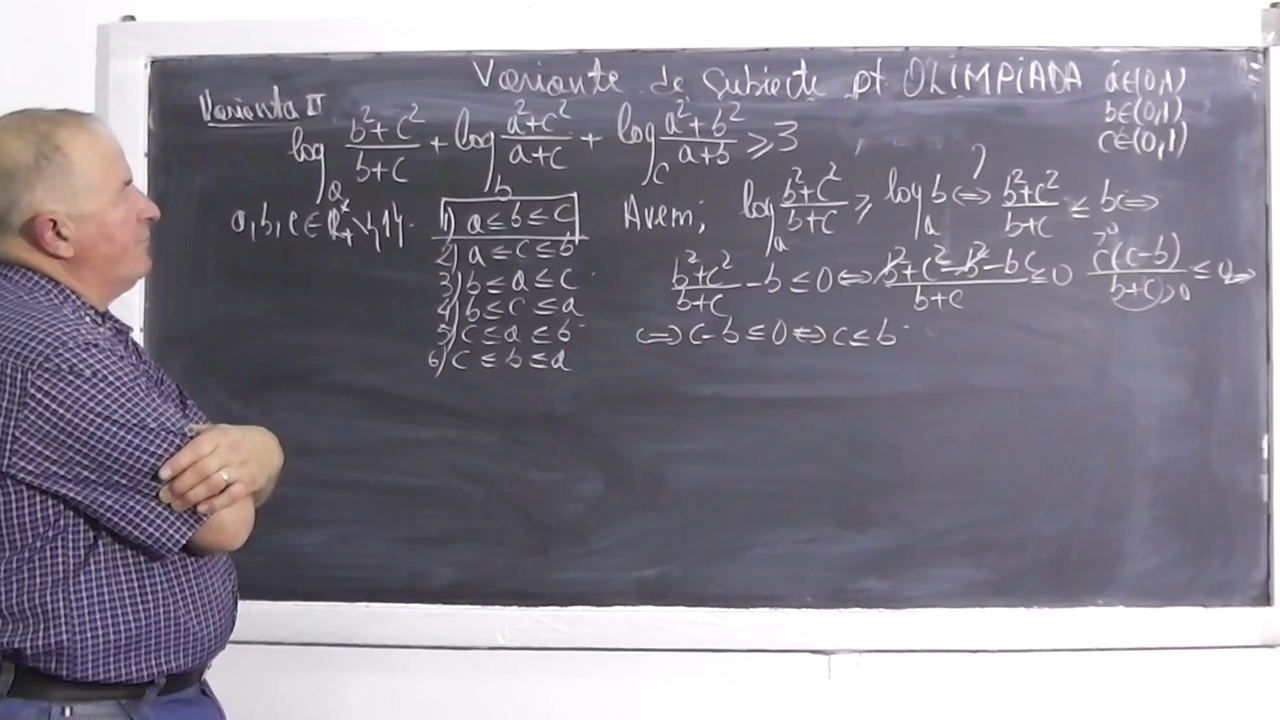 Variante de subiecte pt OLIMPIADA
a∈(0,1)
b∈(0,1)
c∈(0,1)
Varianta II
log_a (b²+c²)/(b+c) + log_b (a²+c²)/(a+c) + log_c (a²+b²)/(a+b) ≥ 3
a, b, c ∈ R*₊ \ {1}.
1) a ≤ b ≤ c
2) a ≤ c ≤ b
3) b ≤ a ≤ c
4) b ≤ c ≤ a
5) c ≤ a ≤ b
6) c ≤ b ≤ a
Avem; log_a (b²+c²)/(b+c) ≥ log_a b ⇔ (b²+c²)/(b+c) ≤ b ⇔
(b²+c²)/(b+c) - b ≤ 0 ⇔ (b²+c²-b²-bc)/(b+c) ≤ 0 c(c-b)/(b+c)>0 ≤ 0 ⇔
⇔ c-b ≤ 0 ⇔ c ≤ b